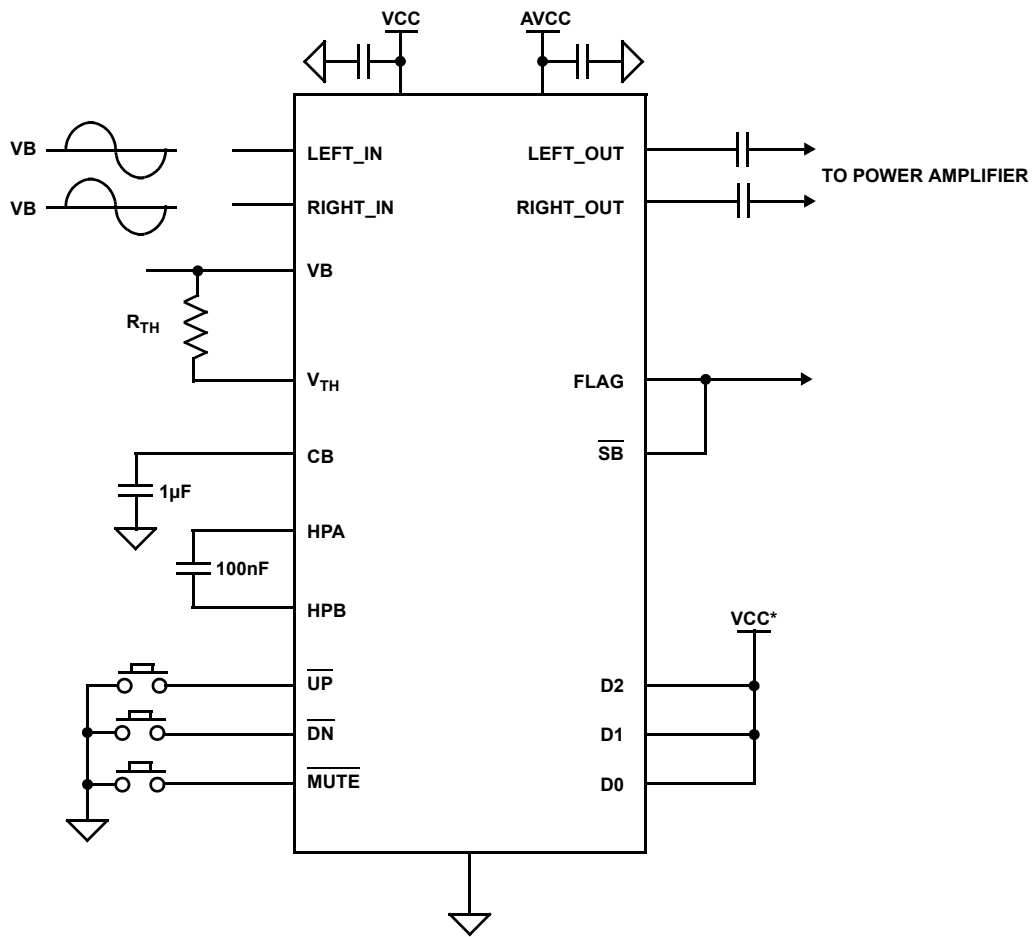 VCC
AVCC
VB
LEFT_IN
LEFT_OUT
TO POWER AMPLIFIER
VB
RIGHT_IN
RIGHT_OUT
VB
RTH
VTH
FLAG
CB
SB
1µF
HPA
100nF
HPB
VCC*
UP
D2
DN
D1
MUTE
D0